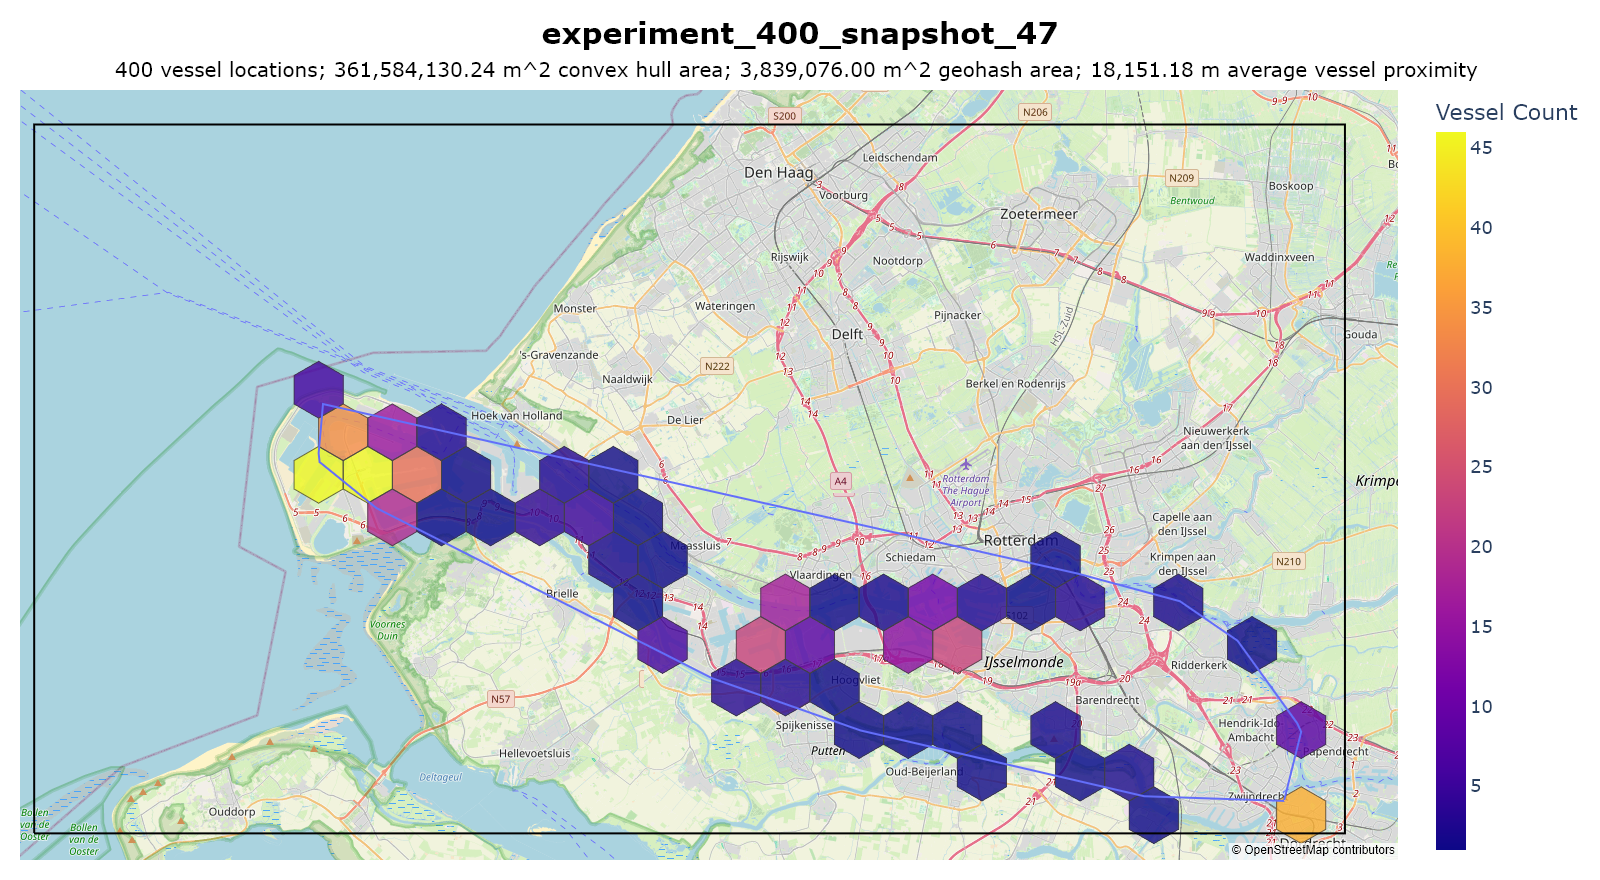 experiment_400_snapshot_47
400 vessel locations; 361,584,130.24 m^2 convex hull area; 3,839,076.00 m^2 geohash area; 18,151.18 m average vessel proximity
Vessel Count
45
40
35
30
25
20
15
10
5
S200
N206
Leidschendam
Den Haag
Voorburg
N209
Boskoop
Bentwoud
Zoetermeer
Rijswijk
Nootdorp
Waddinxveen
Monster
Wateringen
Pijnacker
HSL-Zuid
Delft
Gouda
's-Gravenzande
N222
Naaldwijk
Berkel en Rodenrijs
Hoek van Holland
De Lier
Nieuwerkerk
aan den IJssel
A4
Rotterdam
The Hague
Airport
Krimpe
Capelle aan
den IJssel
Rotterdam
Maassluis
Schiedam
Krimpen aan
den IJssel
N210
Vlaardingen
Brielle
S102
Voornes
Duin
IJsselmonde
Ridderkerk
Hoogvliet
N57
Barendrecht
Spijkenisse
Hendrik-Ido-
Ambacht
Papendrecht
Hellevoetsluis
Putten
Oud-Beijerland
Deltageul
Zwijndrecht
Ouddorp
Bollen
van de
Ooster
Bollen
van de
Ooster
Dordrecht
© OpenStreetMap contributors